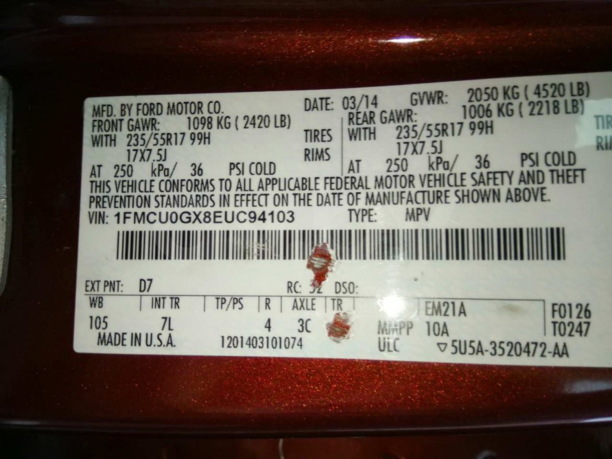 MFD. BY FORD MOTOR CO. DATE: 03/14 GVWR: 2050 KG ( 4520 LB)
FRONT GAWR: 1098 KG ( 2420 LB) REAR GAWR: 1006 KG ( 2218 LB)
WITH 235/55R17 99H TIRES WITH 235/55R17 99H TIR
17X7.5J RIMS 17X7.5J RI
AT 250 kPa/ 36 PSI COLD AT 250 kPa/ 36 PSI COLD
THIS VEHICLE CONFORMS TO ALL APPLICABLE FEDERAL MOTOR VEHICLE SAFETY AND THEFT
PREVENTION STANDARDS IN EFFECT ON THE DATE OF MANUFACTURE SHOWN ABOVE.
VIN: 1FMCU0GX8EUC94103 TYPE: MPV
EXT PNT: D7 RC: 52 DSO:
WB INT TR TP/PS R AXLE TR EM21A F0126
105 7L 4 3C MMPP 10A T0247
MADE IN U.S.A. 1201403101074 ULC ▽5U5A-3520472-AA